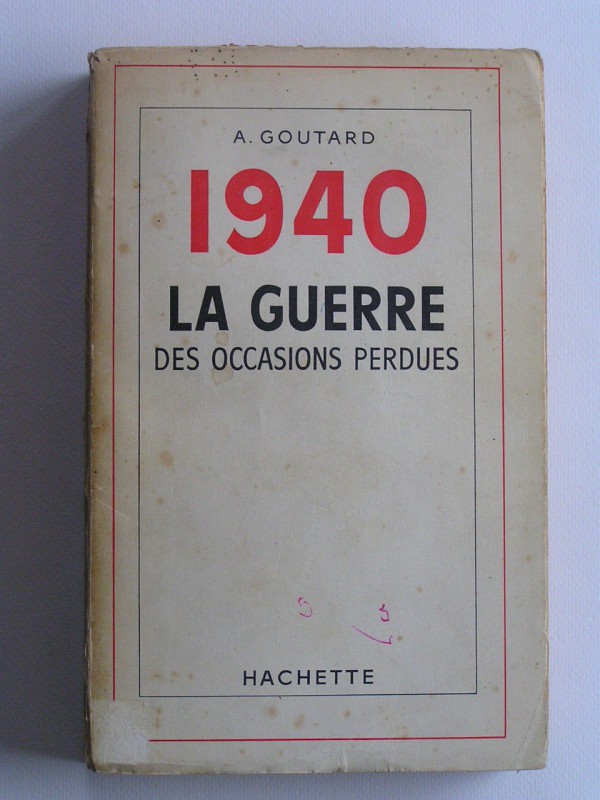 A. GOUTARD
1940
LA GUERRE
DES OCCASIONS PERDUES
HACHETTE